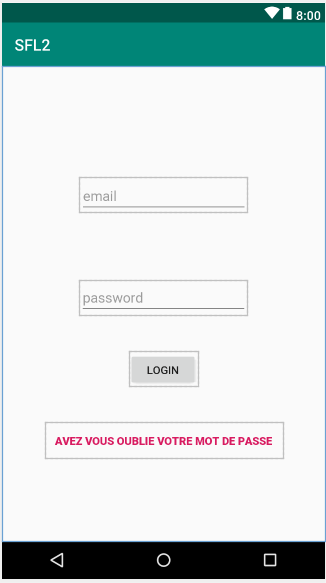 8:00
SFL2
email
password
LOGIN
AVEZ VOUS OUBLIE VOTRE MOT DE PASSE